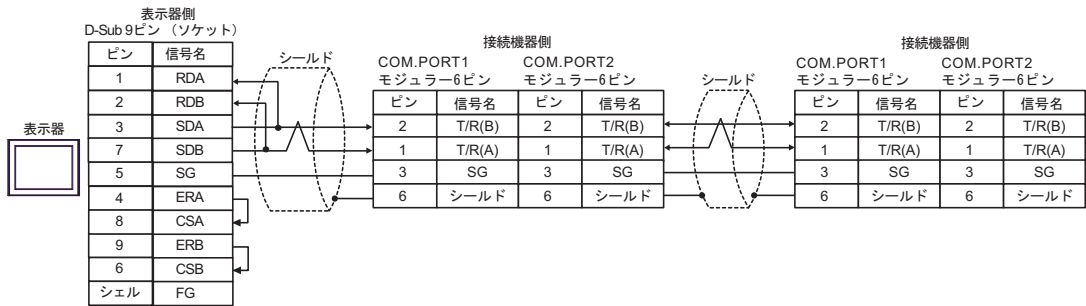 表示器側
D-Sub 9ピン （ソケット）
ピン 信号名
1 RDA
2 RDB
3 SDA
7 SDB
5 SG
4 ERA
8 CSA
9 ERB
6 CSB
シェル FG
表示器
シールド
接続機器側
COM.PORT1 COM.PORT2
モジュラー6ピン モジュラー6ピン
ピン 信号名 ピン 信号名
2 T/R(B) 2 T/R(B)
1 T/R(A) 1 T/R(A)
3 SG 3 SG
6 シールド 6 シールド
シールド
接続機器側
COM.PORT1 COM.PORT2
モジュラー6ピン モジュラー6ピン
ピン 信号名 ピン 信号名
2 T/R(B) 2 T/R(B)
1 T/R(A) 1 T/R(A)
3 SG 3 SG
6 シールド 6 シールド